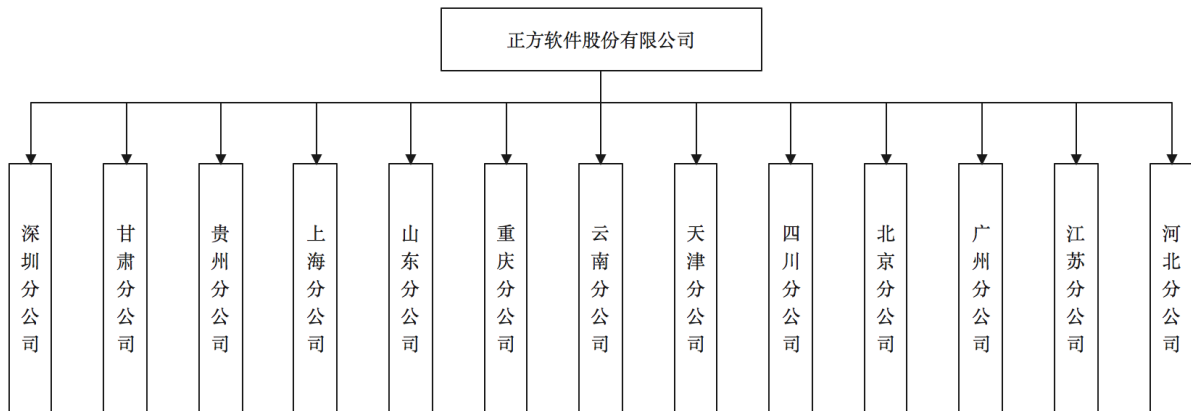 正方软件股份有限公司
深圳分公司
甘肃分公司
贵州分公司
上海分公司
山东分公司
重庆分公司
云南分公司
天津分公司
四川分公司
北京分公司
广州分公司
江苏分公司
河北分公司